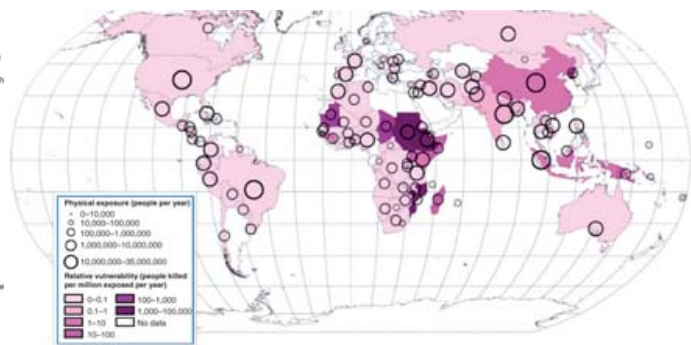 Physical exposure (people per year)
0–10,000
10,000–100,000
100,000–1,000,000
1,000,000–10,000,000
10,000,000–35,000,000
Relative vulnerability (people killed
per million exposed per year)
0–0.1
0.1–1
1–10
10–100
100–1,000
1,000–100,000
No data